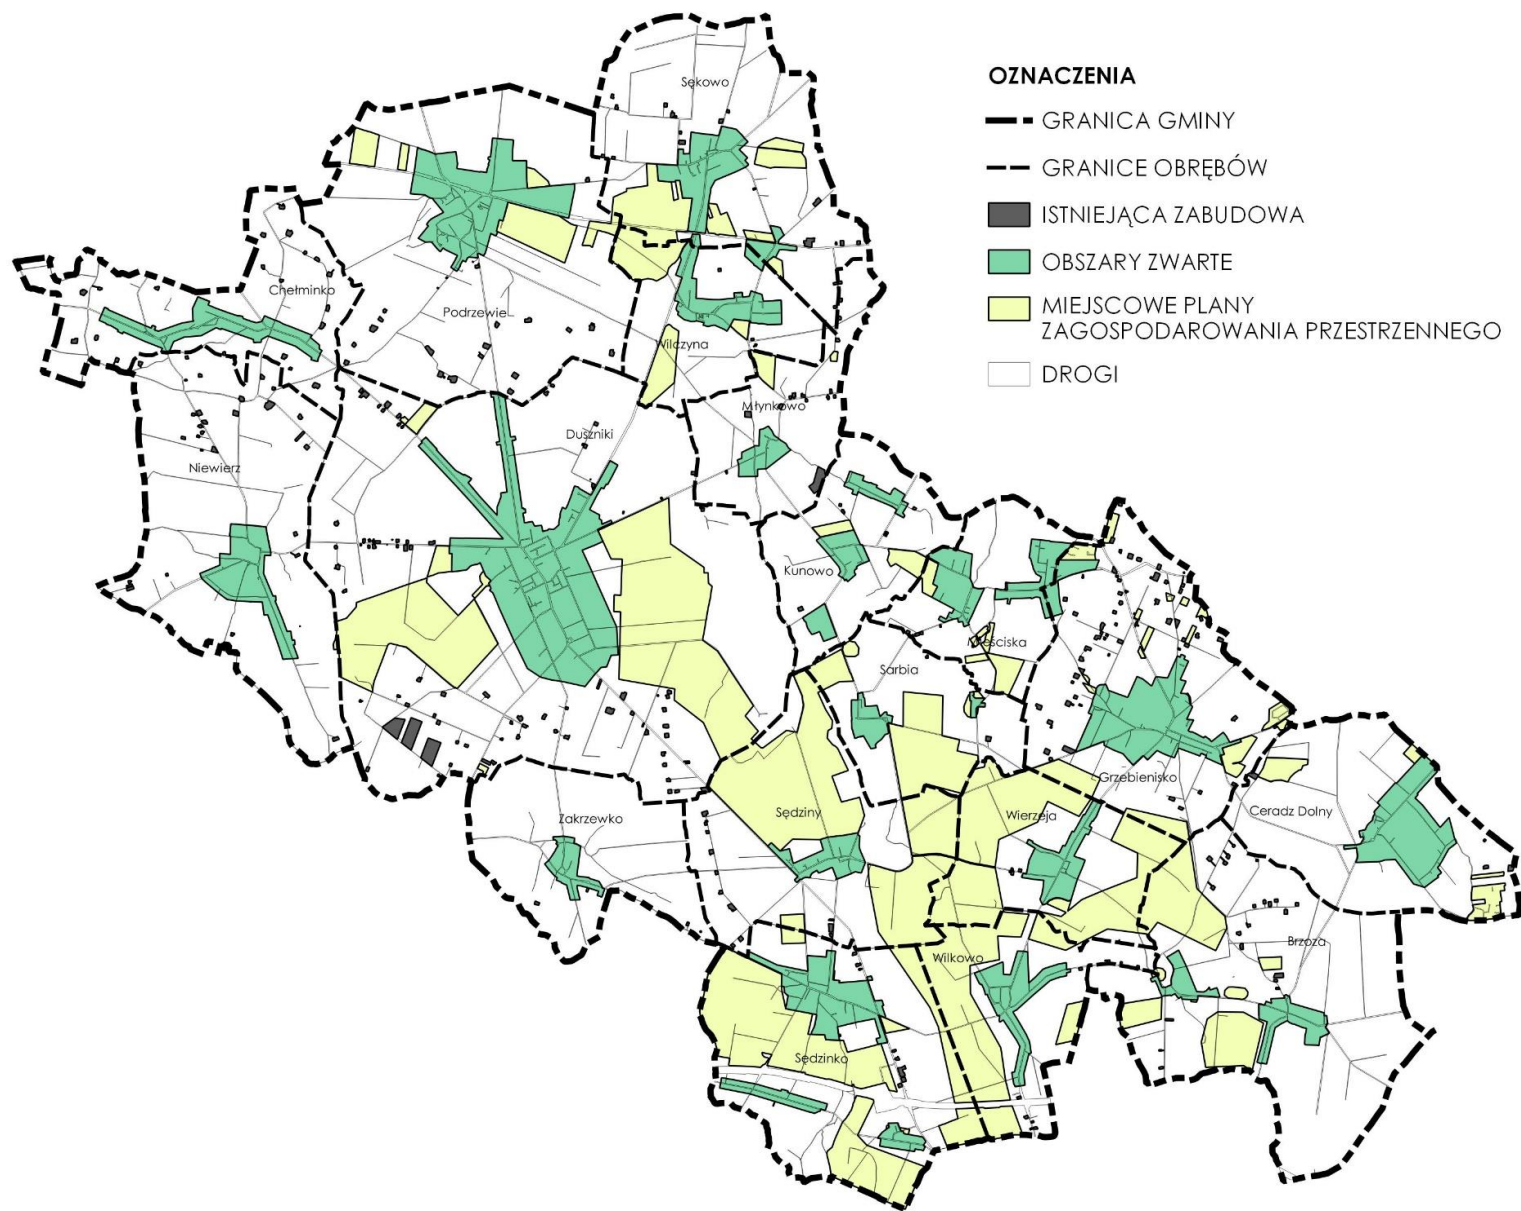 OZNACZENIA
GRANICA GMINY
GRANICE OBRĘBÓW
ISTNIEJĄCA ZABUDOWA
OBSZARY ZWARTE
MIEJSCOWE PLANY
ZAGOSPODAROWANIA PRZESTRZENNEGO
DROGI
Sękowo
Chełminko
Podrzewie
Wilczyna
Młynkowo
Duszniki
Niewierz
Kunowo
Mieściska
Sarbia
Grzebienisko
Ceradz Dolny
Sędziny
Wierzeja
Zakrzewko
Brzoza
Wilkowo
Sędzinko